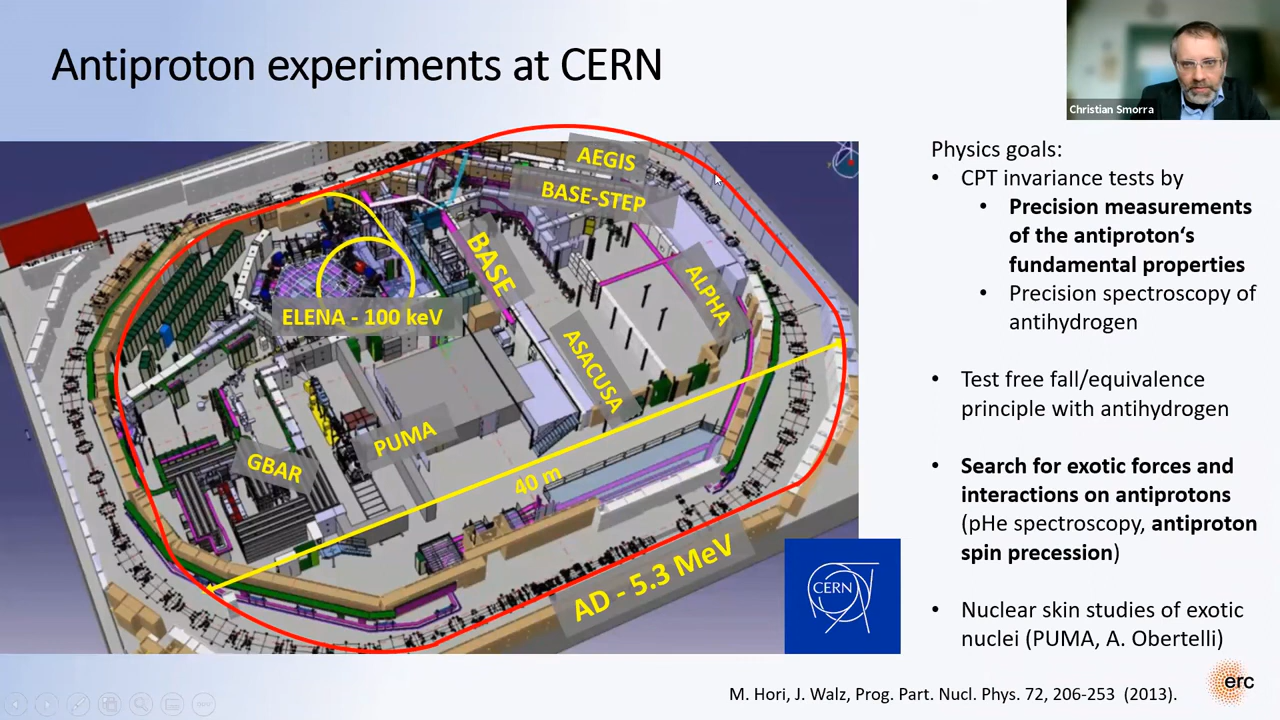 Antiproton experiments at CERN
Christian Smorra
AEGIS
BASE-STEP
BASE
ALPHA
ELENA - 100 keV
ASACUSA
PUMA
GBAR
40 m
AD - 5.3 MeV
CERN
Physics goals:
• CPT invariance tests by
• Precision measurements
of the antiproton‘s
fundamental properties
• Precision spectroscopy of
antihydrogen
• Test free fall/equivalence
principle with antihydrogen
• Search for exotic forces and
interactions on antiprotons
(pHe spectroscopy, antiproton
spin precession)
• Nuclear skin studies of exotic
nuclei (PUMA, A. Obertelli)
M. Hori, J. Walz, Prog. Part. Nucl. Phys. 72, 206-253 (2013).
erc